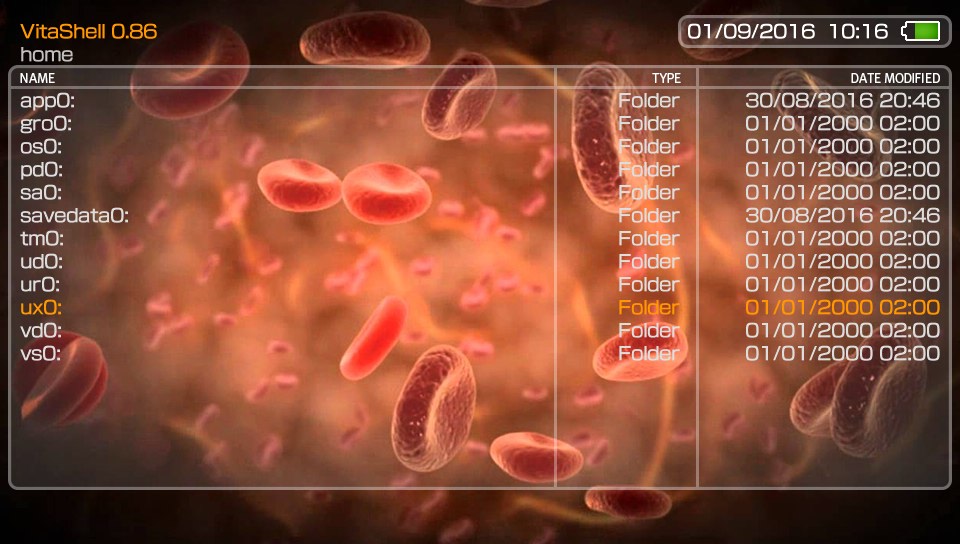 VitaShell 0.86
01/09/2016 10:16
home
NAME TYPE DATE MODIFIED
app0: Folder 30/08/2016 20:46
gro0: Folder 01/01/2000 02:00
os0: Folder 01/01/2000 02:00
pd0: Folder 01/01/2000 02:00
sa0: Folder 01/01/2000 02:00
savedata0: Folder 30/08/2016 20:46
tm0: Folder 01/01/2000 02:00
ud0: Folder 01/01/2000 02:00
ur0: Folder 01/01/2000 02:00
ux0: Folder 01/01/2000 02:00
vd0: Folder 01/01/2000 02:00
vs0: Folder 01/01/2000 02:00